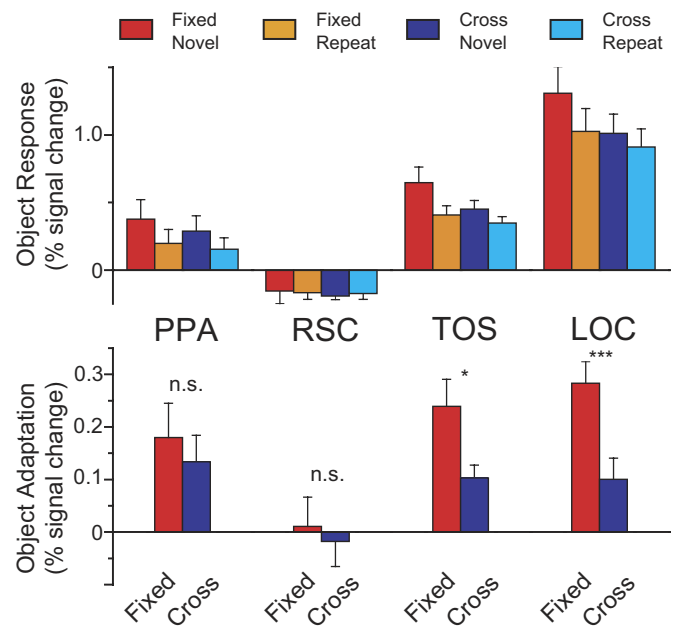 Fixed Novel
Fixed Repeat
Cross Novel
Cross Repeat
Object Response
(% signal change)
1.0
0
PPA RSC TOS LOC
Object Adaptation
(% signal change)
0.3
0.2
0.1
0
0.1
n.s.
n.s.
*
***
Fixed Cross Fixed Cross Fixed Cross Fixed Cross